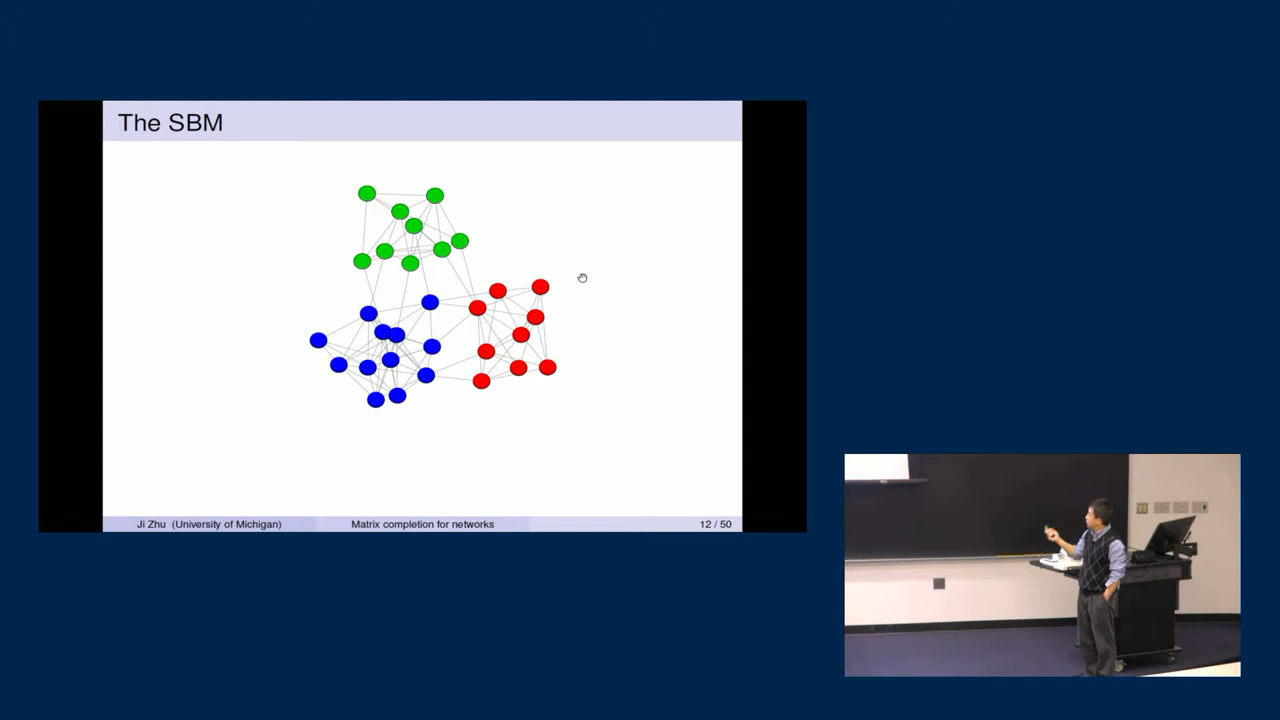 The SBM
Ji Zhu (University of Michigan) Matrix completion for networks 12 / 50